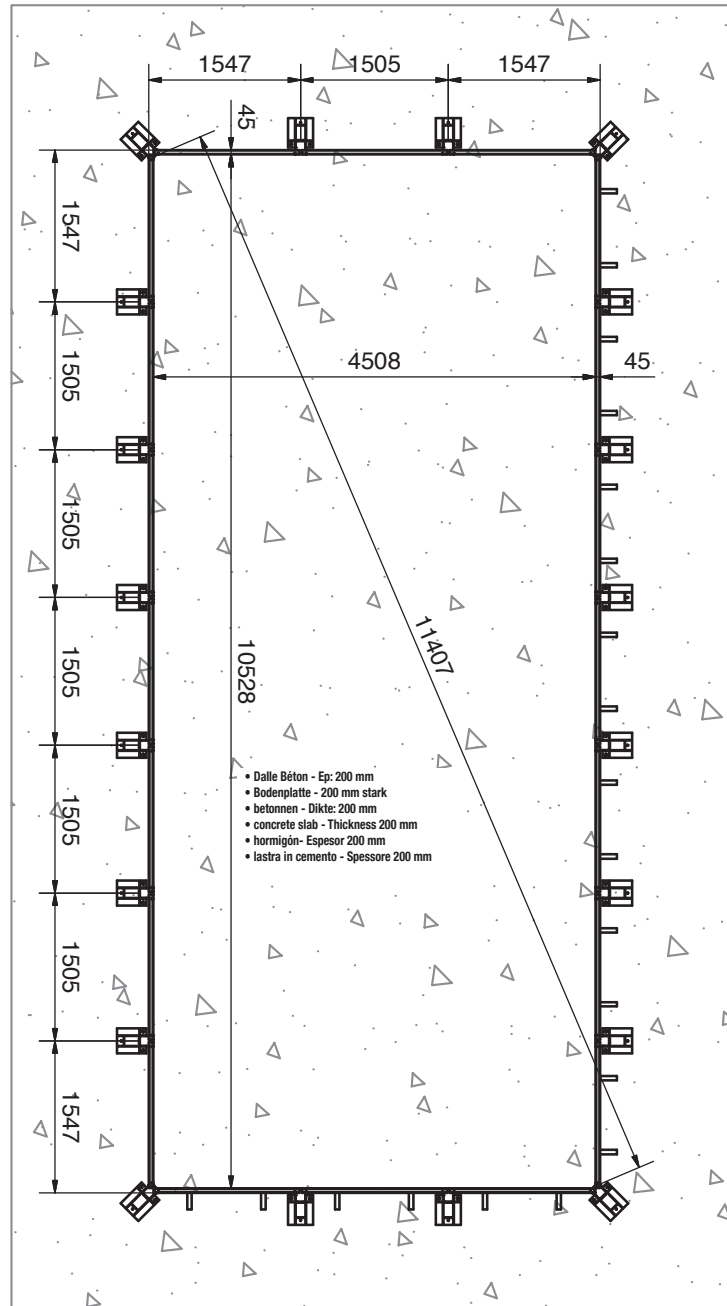 1547
1505
1547
45
1547
1505
4508
45
1505
1505
11407
10528
1505
• Dalle Béton - Ep: 200 mm
• Bodenplatte - 200 mm stark
• betonnen - Dikte: 200 mm
• concrete slab - Thickness 200 mm
• hormigón- Espesor 200 mm
• lastra in cemento - Spessore 200 mm
1505
1547